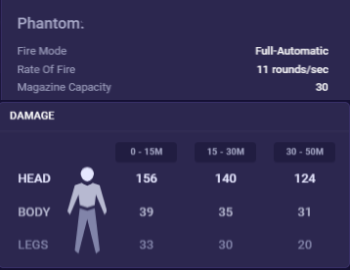 Phantom.
Fire Mode Full-Automatic
Rate Of Fire 11 rounds/sec
Magazine Capacity 30
DAMAGE
0 - 15M 15 - 30M 30 - 50M
HEAD 156 140 124
BODY 39 35 31
LEGS 33 30 20